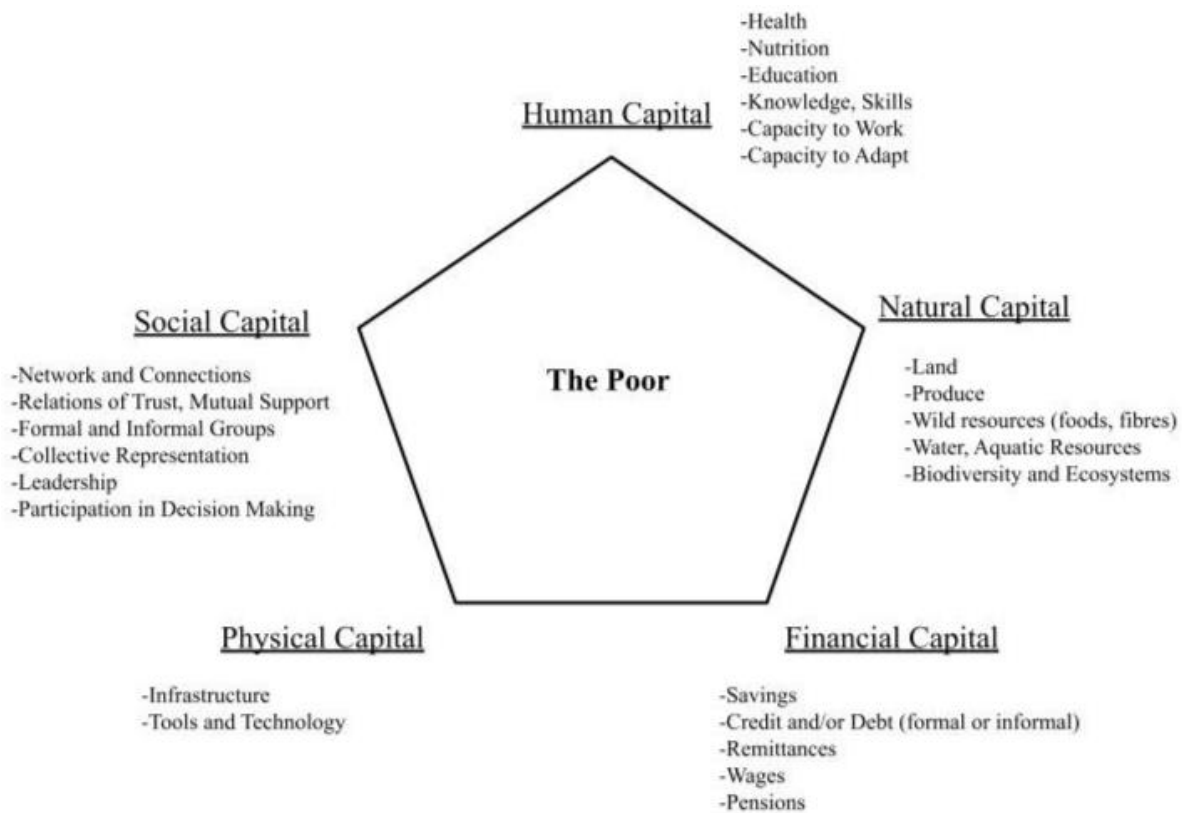 Human Capital
-Health
-Nutrition
-Education
-Knowledge, Skills
-Capacity to Work
-Capacity to Adapt
Social Capital
-Network and Connections
-Relations of Trust, Mutual Support
-Formal and Informal Groups
-Collective Representation
-Leadership
-Participation in Decision Making
The Poor
Natural Capital
-Land
-Produce
-Wild resources (foods, fibres)
-Water, Aquatic Resources
-Biodiversity and Ecosystems
Physical Capital
-Infrastructure
-Tools and Technology
Financial Capital
-Savings
-Credit and/or Debt (formal or informal)
-Remittances
-Wages
-Pensions